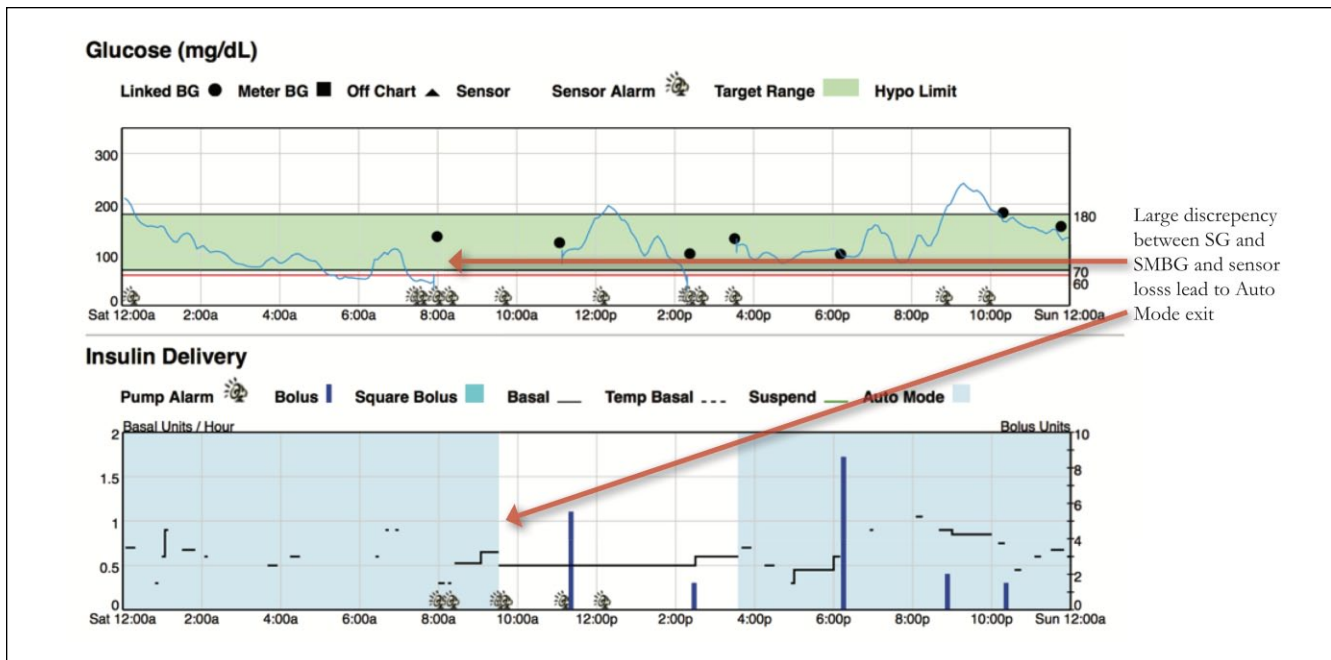 Glucose (mg/dL)
Linked BG Meter BG Off Chart Sensor Sensor Alarm Target Range Hypo Limit
300
200
180
100
70
60
0
Sat 12:00a 2:00a 4:00a 6:00a 8:00a 10:00a 12:00p 2:00p 4:00p 6:00p 8:00p 10:00p Sun 12:00a
Large discrepency
between SG and
SMBG and sensor
losss lead to Auto
Mode exit
Insulin Delivery
Pump Alarm Bolus Square Bolus Basal Temp Basal Suspend Auto Mode
Basal Units / Hour Bolus Units
2 10
8
1.5
6
1
4
0.5
2
0 0
Sat 12:00a 2:00a 4:00a 6:00a 8:00a 10:00a 12:00p 2:00p 4:00p 6:00p 8:00p 10:00p Sun 12:00a